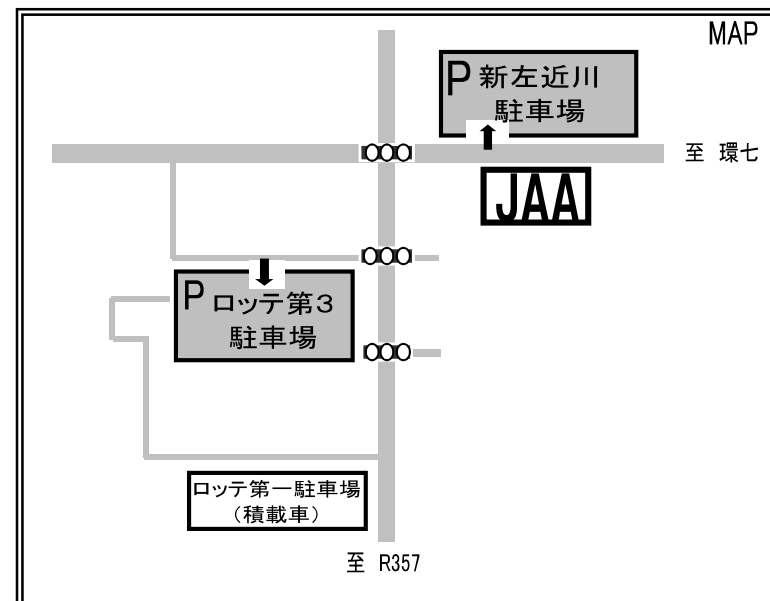 MAP
P 新左近川
駐車場
至 環七
JAA
P ロッテ第3
駐車場
ロッテ第一駐車場
（積載車）
至 R357